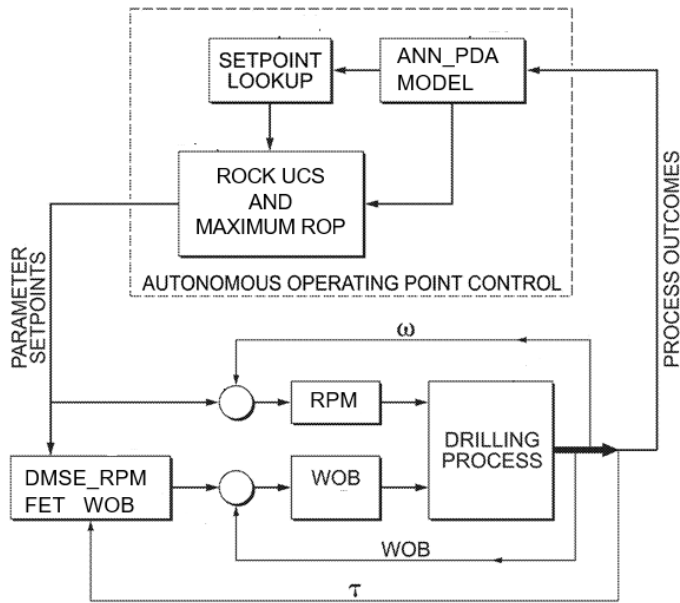 SETPOINT
LOOKUP
ANN_PDA
MODEL
ROCK UCS
AND
MAXIMUM ROP
AUTONOMOUS OPERATING POINT CONTROL
PARAMETER
SETPOINTS
PROCESS OUTCOMES
ω
RPM
DRILLING
PROCESS
DMSE_RPM
FET WOB
WOB
WOB
τ